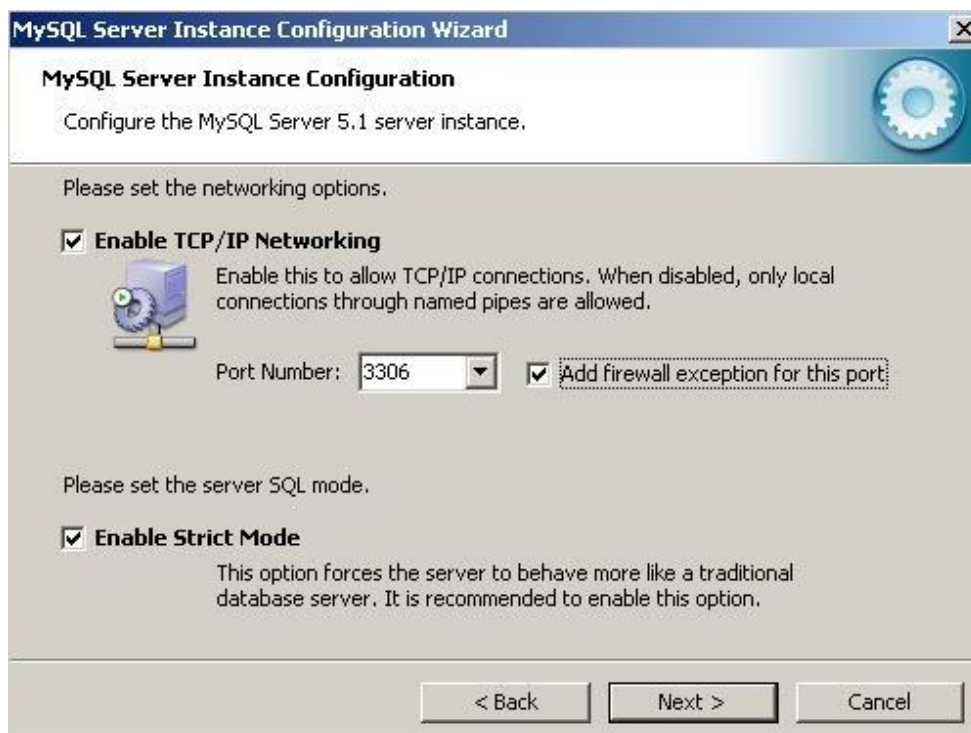 MySQL Server Instance Configuration Wizard
MySQL Server Instance Configuration
Configure the MySQL Server 5.1 server instance.
Please set the networking options.
Enable TCP/IP Networking
Enable this to allow TCP/IP connections. When disabled, only local
connections through named pipes are allowed.
Port Number: 3306 Add firewall exception for this port
Please set the server SQL mode.
Enable Strict Mode
This option forces the server to behave more like a traditional
database server. It is recommended to enable this option.
< Back Next > Cancel